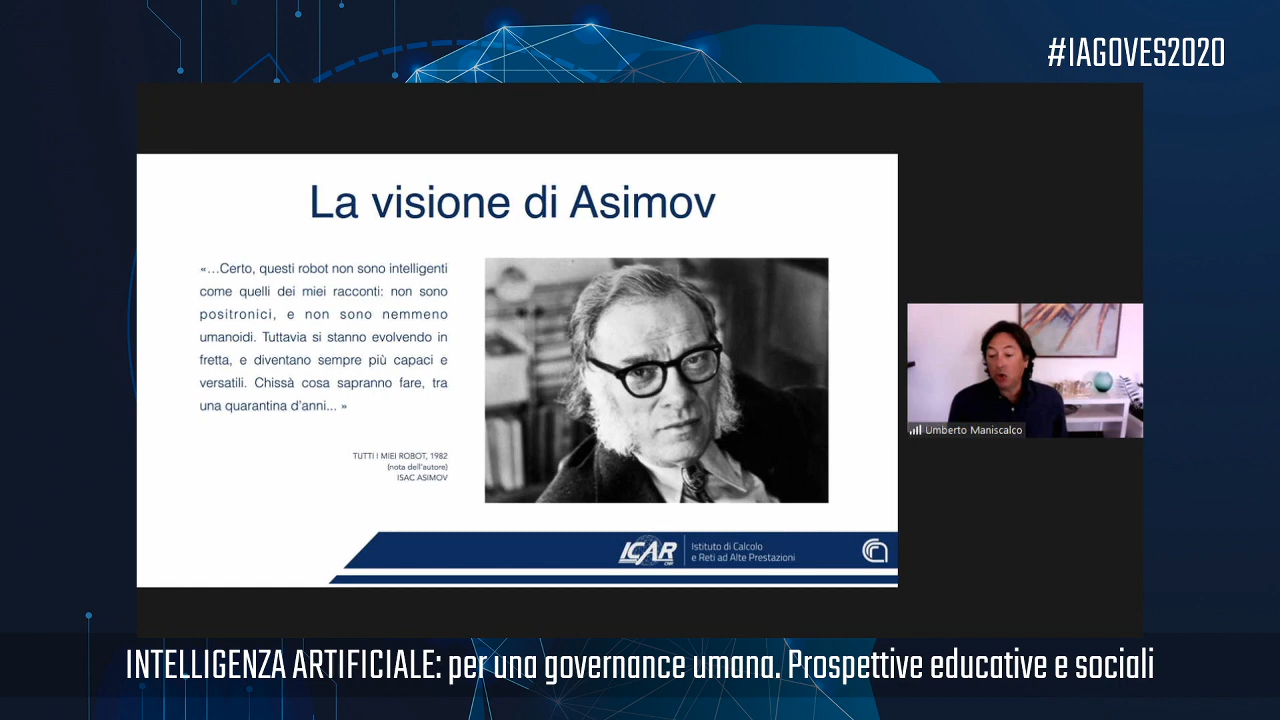 #IAGOVES2020
La visione di Asimov
«…Certo, questi robot non sono intelligenti
come quelli dei miei racconti: non sono
positronici, e non sono nemmeno
umanoidi. Tuttavia si stanno evolvendo in
fretta, e diventano sempre più capaci e
versatili. Chissà cosa sapranno fare, tra
una quarantina d'anni... »
TUTTI I MIEI ROBOT, 1982
(nota dell'autore)
ISAC ASIMOV
Umberto Maniscalco
ICAR
CNR
Istituto di Calcolo
e Reti ad Alte Prestazioni
INTELLIGENZA ARTIFICIALE: per una governance umana. Prospettive educative e sociali